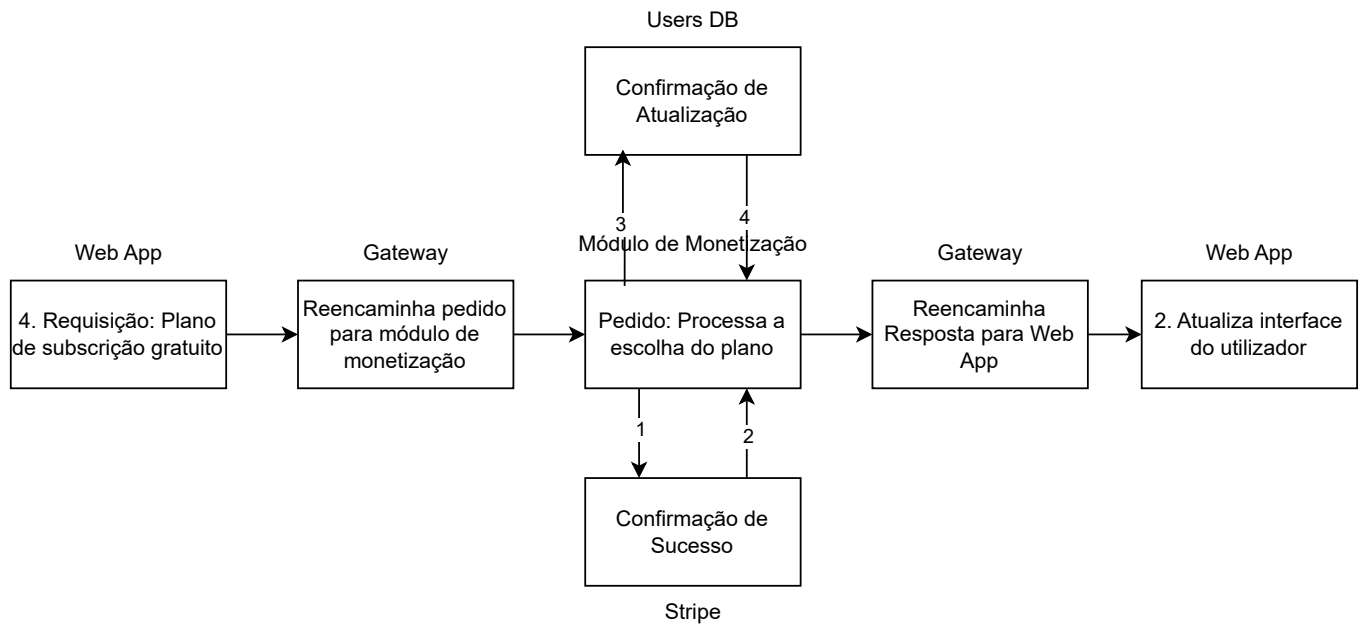 Users DB
Confirmação de
Atualização
3
4
Módulo de Monetização
Web App
Gateway
Gateway
Web App
4. Requisição: Plano
de subscrição gratuito
Reencaminha pedido
para módulo de
monetização
Pedido: Processa a
escolha do plano
Reencaminha
Resposta para Web
App
2. Atualiza interface
do utilizador
1
2
Confirmação de
Sucesso
Stripe